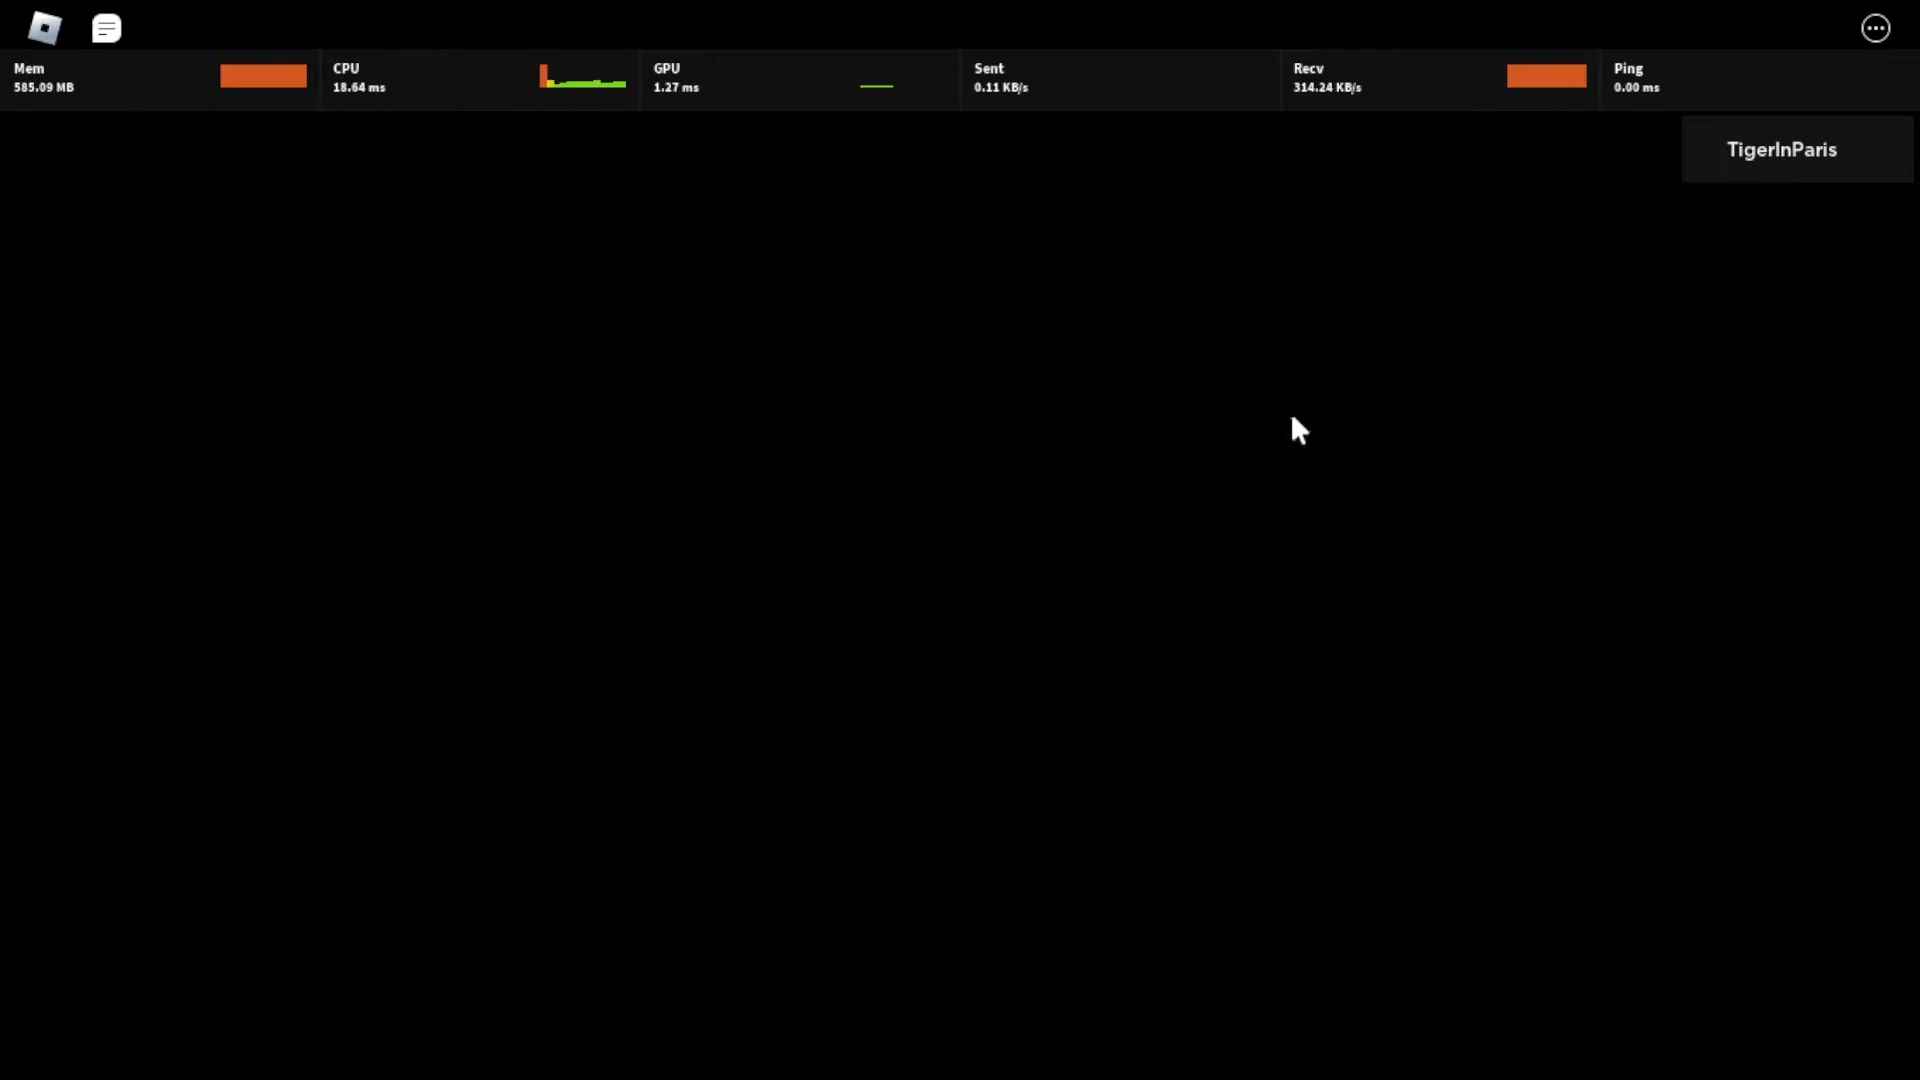 Mem
585.09 MB
CPU
18.64 ms
GPU
1.27 ms
Sent
0.11 KB/s
Recv
314.24 KB/s
Ping
0.00 ms
TigerInParis